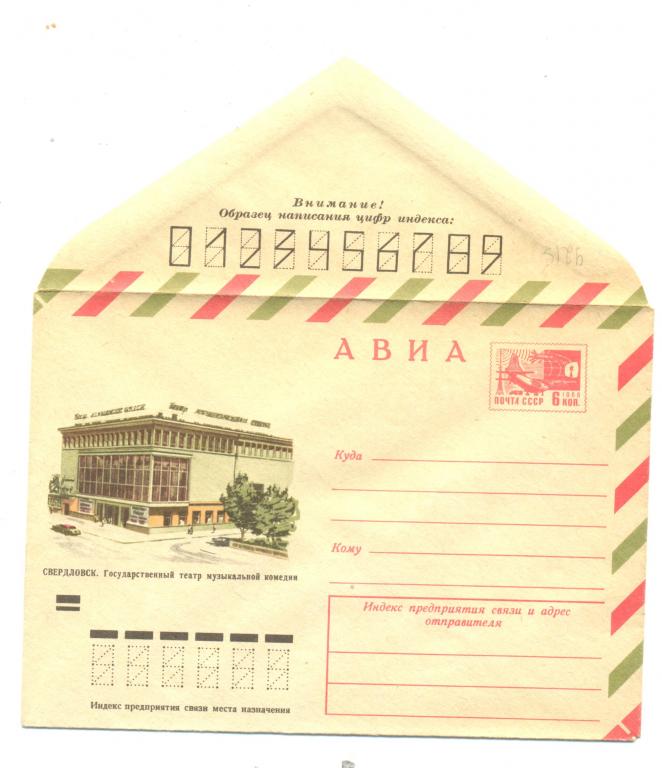 Внимание!
Образец написания цифр индекса:
0123456789
АВИА
ПОЧТА СССР
1966
6 КОП.
Куда
СВЕРДЛОВСК. Государственный театр музыкальной комедии
Кому
Индекс предприятия связи и адрес
отправителя
Индекс предприятия связи места назначения